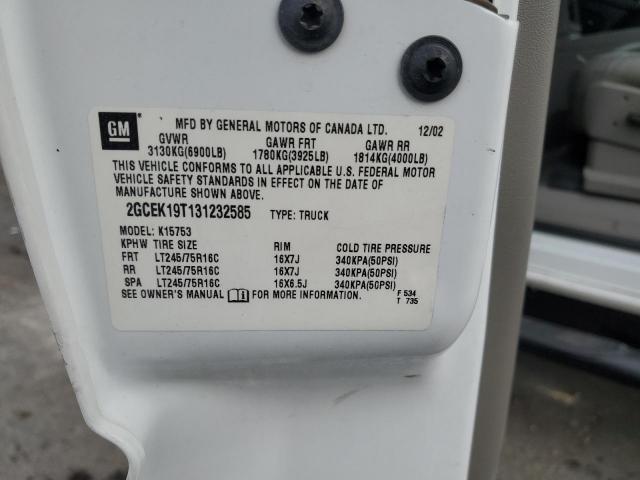 GM
MFD BY GENERAL MOTORS OF CANADA LTD. 12/02
GVWR GAWR FRT GAWR RR
3130KG(6900LB) 1780KG(3925LB) 1814KG(4000LB)
THIS VEHICLE CONFORMS TO ALL APPLICABLE U.S. FEDERAL MOTOR
VEHICLE SAFETY STANDARDS IN EFFECT ON THE DATE OF
MANUFACTURE SHOWN ABOVE.
2GCEK19T131232585 TYPE: TRUCK
MODEL: K15753
KPHW TIRE SIZE RIM COLD TIRE PRESSURE
FRT LT245/75R16C 16X7J 340KPA(50PSI)
RR LT245/75R16C 16X7J 340KPA(50PSI)
SPA LT245/75R16C 16X6.5J 340KPA(50PSI)
SEE OWNER'S MANUAL FOR MORE INFORMATION. F 534
T 735